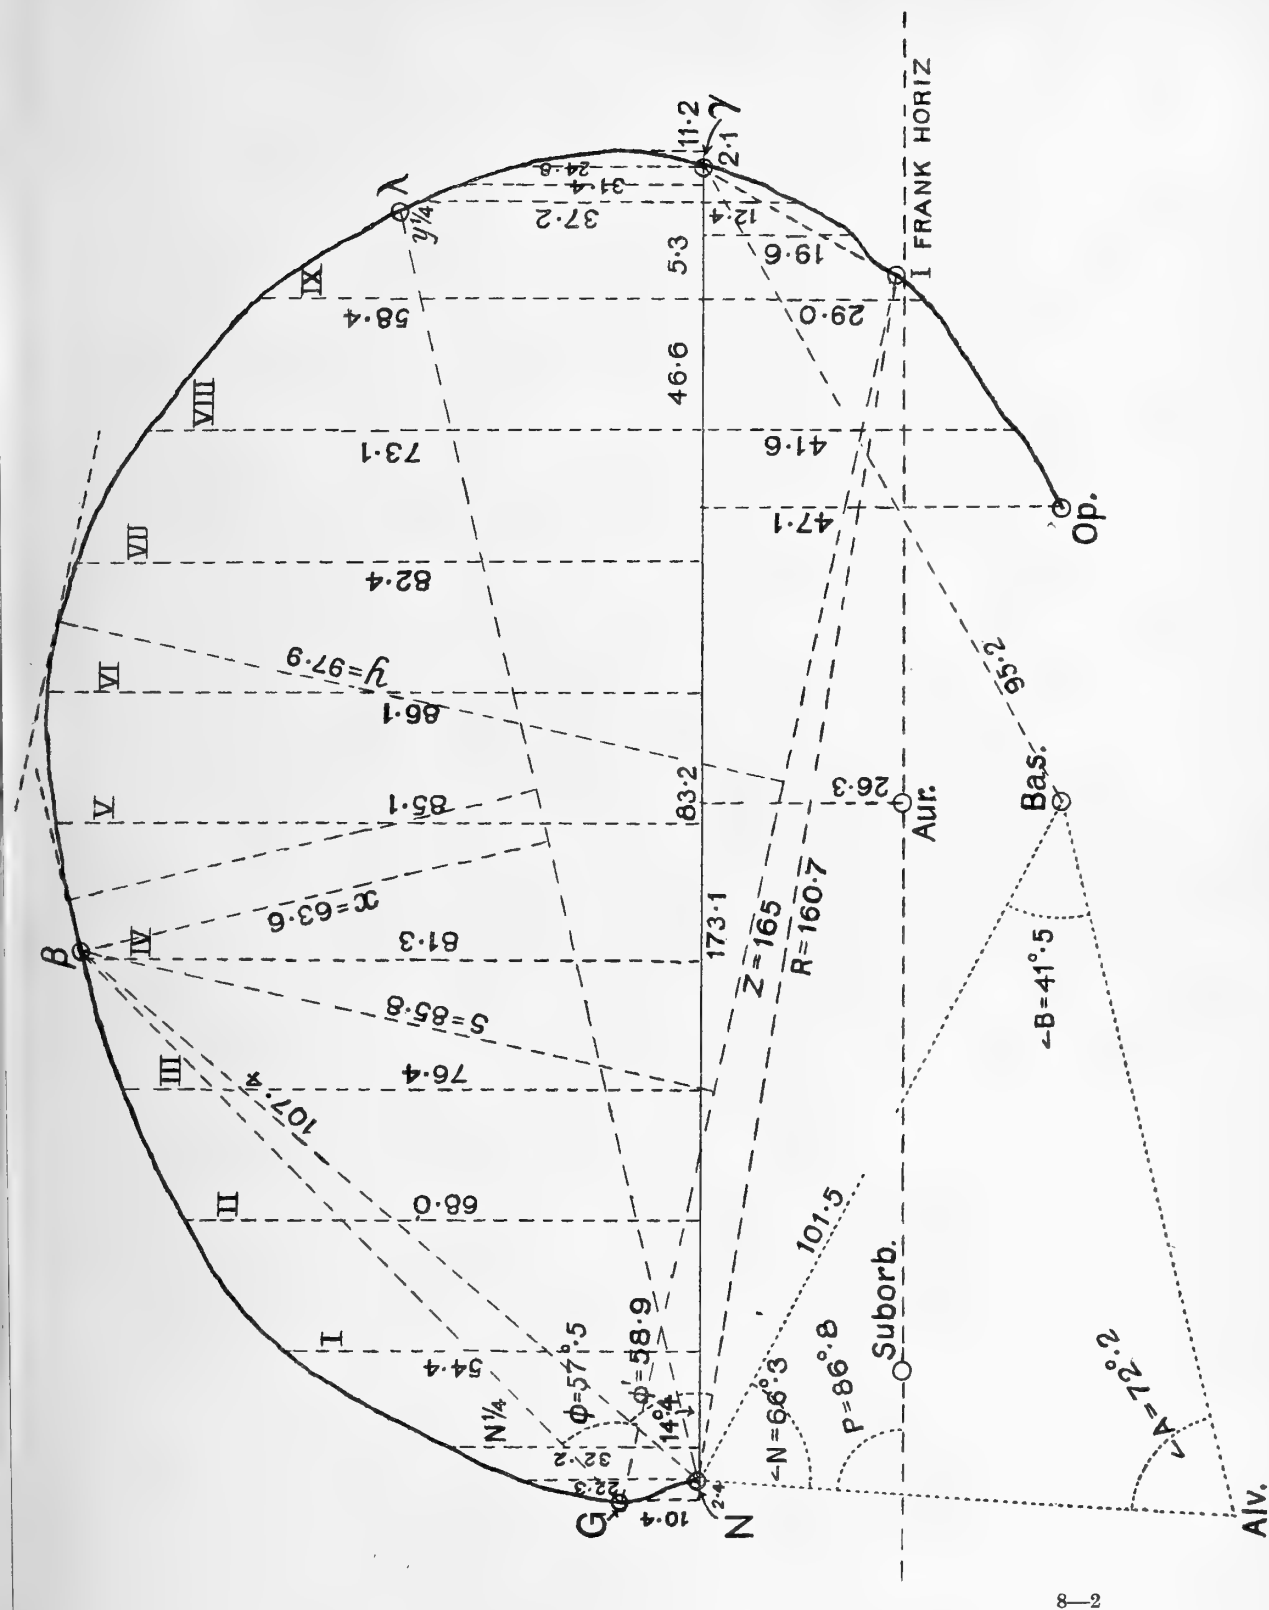 β
λ
γ
G
N
I
II
III
IV
V
VI
VII
VIII
IX
y¼
N¼
10·4
22·3
32·2
54·4
68·0
76·4
81·3
85·1
86·1
82·4
73·1
58·4
37·2
31·4
24·8
11·2
2·1
12·4
19·6
29·0
41·6
47·1
26·3
5·3
46·6
83·2
173·1
2·4
107·
S=85·8
x=63·6
y=97·9
Z=165
R=160·7
ϕ=57°·5
ϕ'=58·9
14°·4
∠N=66°·3
P=86°·8
∠A=72°·2
∠B=41°·5
101·5
95·2
I FRANK HORIZ
Suborb.
Aur.
Bas.
Op.
Alv.
8—2